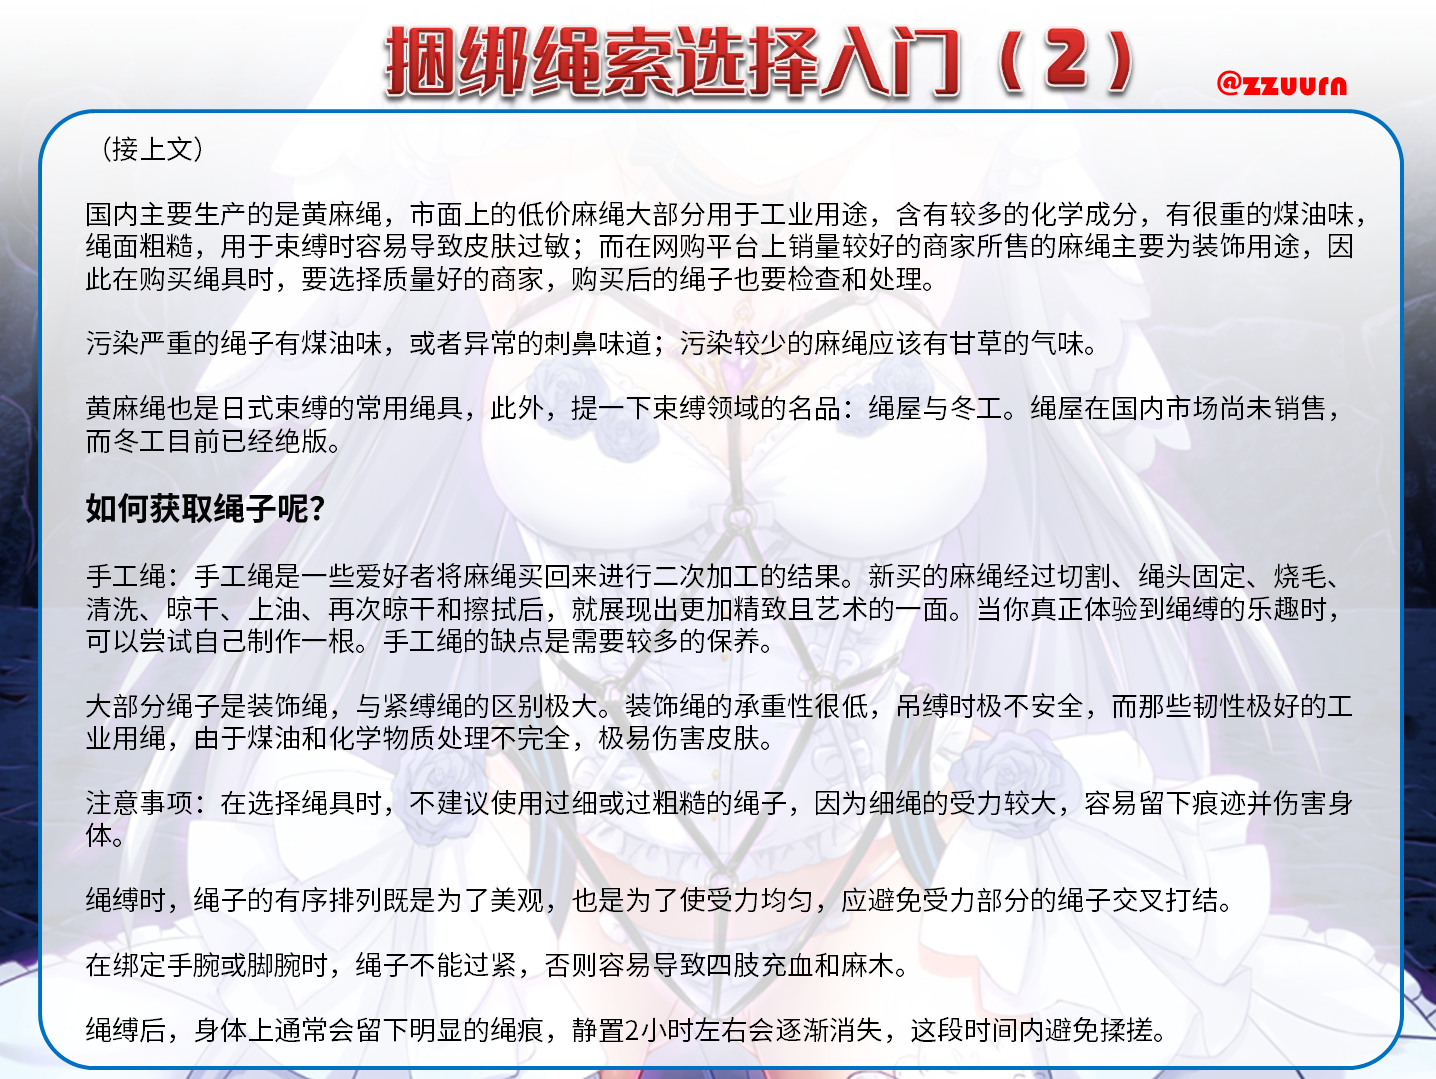 捆绑绳索选择入门（2）
@zzuurn
（接上文）
国内主要生产的是黄麻绳，市面上的低价麻绳大部分用于工业用途，含有较多的化学成分，有很重的煤油味，
绳面粗糙，用于束缚时容易导致皮肤过敏；而在网购平台上销量较好的商家所售的麻绳主要为装饰用途，因
此在购买绳具时，要选择质量好的商家，购买后的绳子也要检查和处理。
污染严重的绳子有煤油味，或者异常的刺鼻味道；污染较少的麻绳应该有甘草的气味。
黄麻绳也是日式束缚的常用绳具，此外，提一下束缚领域的名品：绳屋与冬工。绳屋在国内市场尚未销售，
而冬工目前已经绝版。
如何获取绳子呢？
手工绳：手工绳是一些爱好者将麻绳买回来进行二次加工的结果。新买的麻绳经过切割、绳头固定、烧毛、
清洗、晾干、上油、再次晾干和擦拭后，就展现出更加精致且艺术的一面。当你真正体验到绳缚的乐趣时，
可以尝试自己制作一根。手工绳的缺点是需要较多的保养。
大部分绳子是装饰绳，与紧缚绳的区别极大。装饰绳的承重性很低，吊缚时极不安全，而那些韧性极好的工
业用绳，由于煤油和化学物质处理不完全，极易伤害皮肤。
注意事项：在选择绳具时，不建议使用过细或过粗糙的绳子，因为细绳的受力较大，容易留下痕迹并伤害身
体。
绳缚时，绳子的有序排列既是为了美观，也是为了使受力均匀，应避免受力部分的绳子交叉打结。
在绑定手腕或脚腕时，绳子不能过紧，否则容易导致四肢充血和麻木。
绳缚后，身体上通常会留下明显的绳痕，静置2小时左右会逐渐消失，这段时间内避免揉搓。